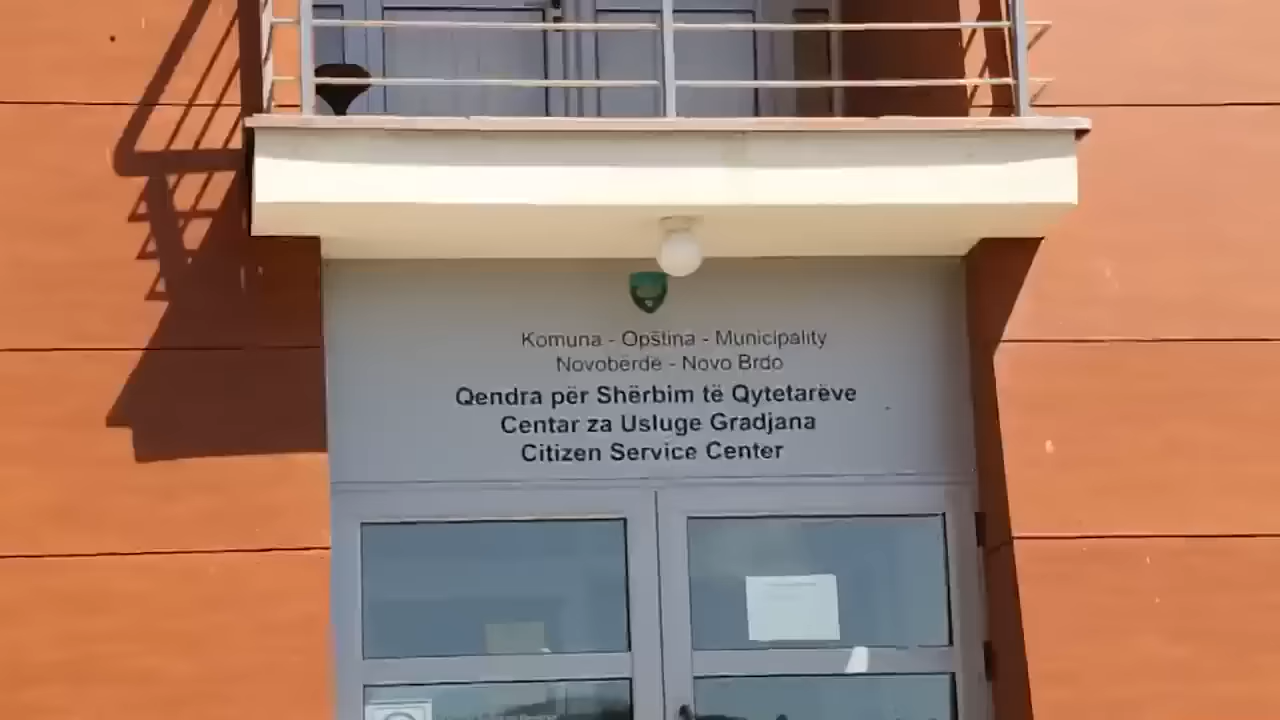 Komuna - Opština - Municipality
Novobërdë - Novo Brdo
Qendra për Shërbim të Qytetarëve
Centar za Usluge Gradjana
Citizen Service Center